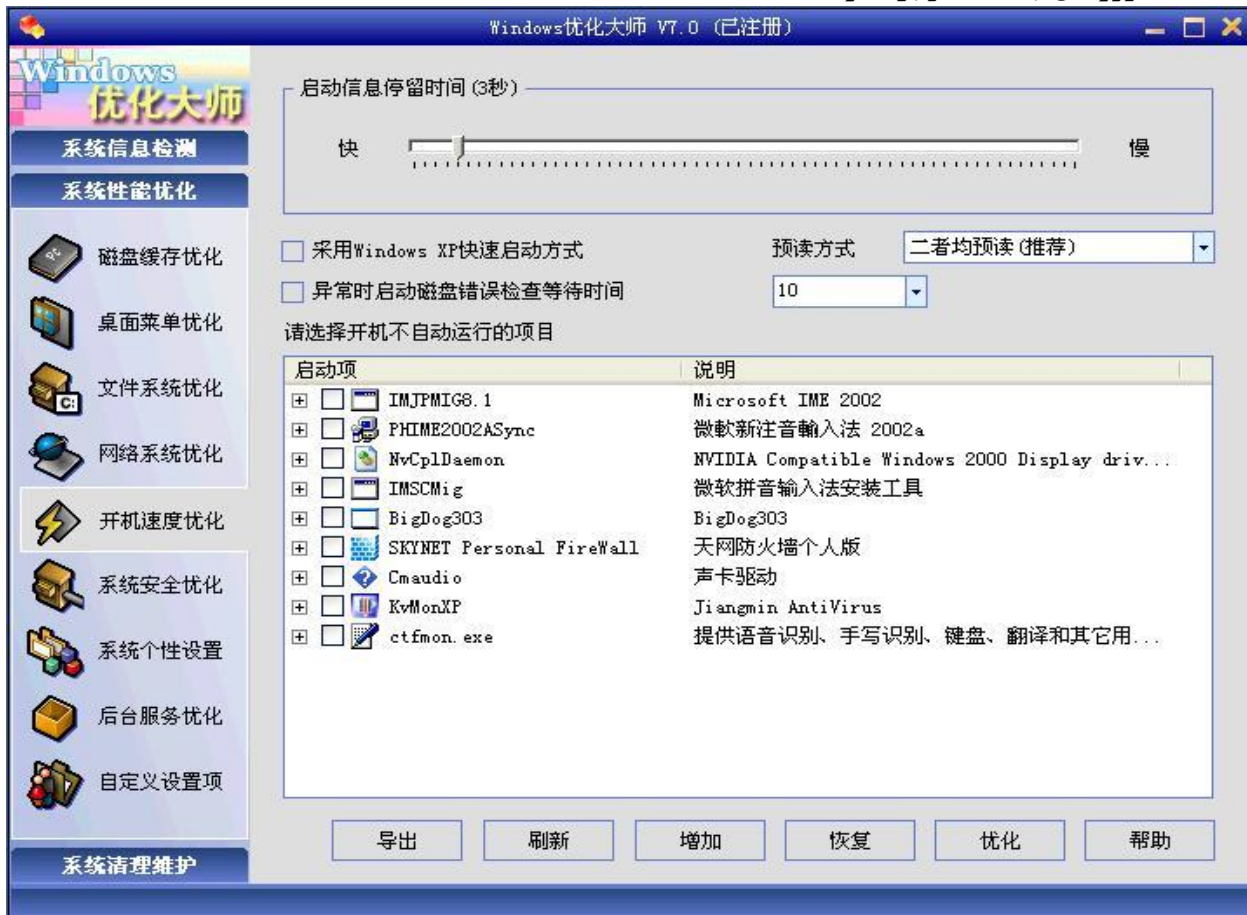 Windows优化大师 V7.0 (已注册)
Windows
优化大师
系统信息检测
系统性能优化
磁盘缓存优化
桌面菜单优化
文件系统优化
网络系统优化
开机速度优化
系统安全优化
系统个性设置
后台服务优化
自定义设置项
系统清理维护
启动信息停留时间(3秒)
快 慢
采用Windows XP快速启动方式 预读方式 二者均预读(推荐)
异常时启动磁盘错误检查等待时间 10
请选择开机不自动运行的项目
启动项 说明
IMJPMIG8.1 Microsoft IME 2002
PHIME2002ASync 微軟新注音輸入法 2002a
NvCplDaemon NVIDIA Compatible Windows 2000 Display driv...
IMSCMig 微软拼音输入法安装工具
BigDog303 BigDog303
SKYNET Personal FireWall 天网防火墙个人版
Cmaudio 声卡驱动
KvMonXP Jiangmin AntiVirus
ctfmon.exe 提供语音识别、手写识别、键盘、翻译和其它用...
导出 刷新 增加 恢复 优化 帮助